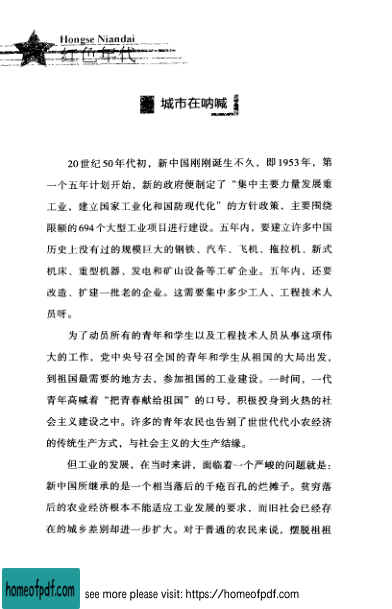 Hongse Niandai
红色年代
城市在呐喊
20世纪50年代初，新中国刚刚诞生不久，即1953年，第
一个五年计划开始，新的政府便制定了“集中主要力量发展重
工业，建立国家工业化和国防现代化”的方针政策，主要围绕
限额的694个大型工业项目进行建设。五年内，要建立许多中国
历史上没有过的规模巨大的钢铁、汽车、飞机、拖拉机、新式
机床、重型机器、发电和矿山设备等工矿企业。五年内，还要
改造、扩建一批老的企业。这需要集中多少工人、工程技术人
员呀。
为了动员所有的青年和学生以及工程技术人员从事这项伟
大的工作，党中央号召全国的青年和学生从祖国的大局出发，
到祖国最需要的地方去，参加祖国的工业建设。一时间，一代
青年高喊着“把青春献给祖国”的口号，积极投身到火热的社
会主义建设之中。许多的青年农民也告别了世世代代小农经济
的传统生产方式，与社会主义的大生产结缘。
但工业的发展，在当时来讲，面临着一个严峻的问题就是：
新中国所继承的是一个相当落后的千疮百孔的烂摊子。贫穷落
后的农业经济根本不能适应工业发展的要求，而旧社会已经存
在的城乡差别却进一步扩大。对于普通的农民来说，摆脱祖祖
homeofpdf.com
see more please visit: https://homeofpdf.com